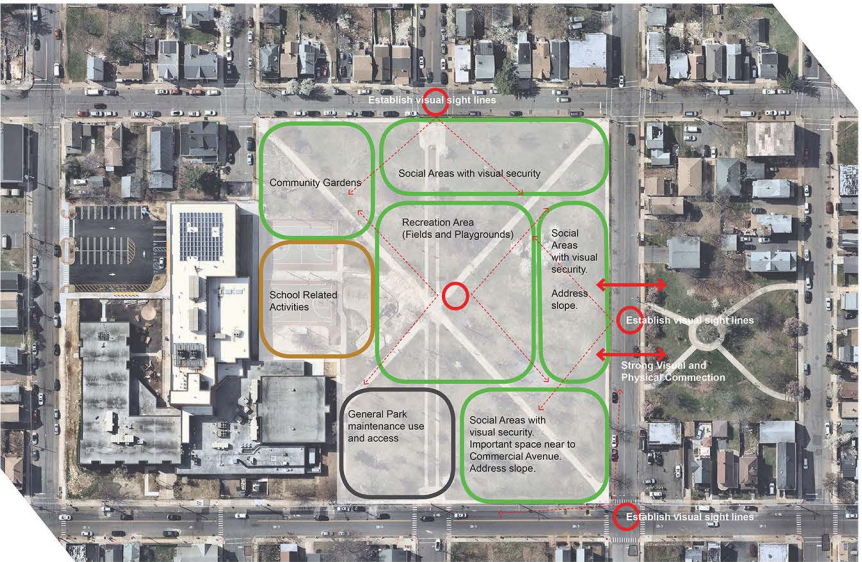 Establish visual sight lines
Social Areas with visual security
Community Gardens
Recreation Area
(Fields and Playgrounds)
Social
Areas
with visual
security.
Address
slope.
School Related
Activities
Establish visual sight lines
Strong Visual and
Physical Commection
General Park
maintenance use
and access
Social Areas with
visual security.
Important space near to
Commercial Avenue.
Address slope.
Establish visual sight lines